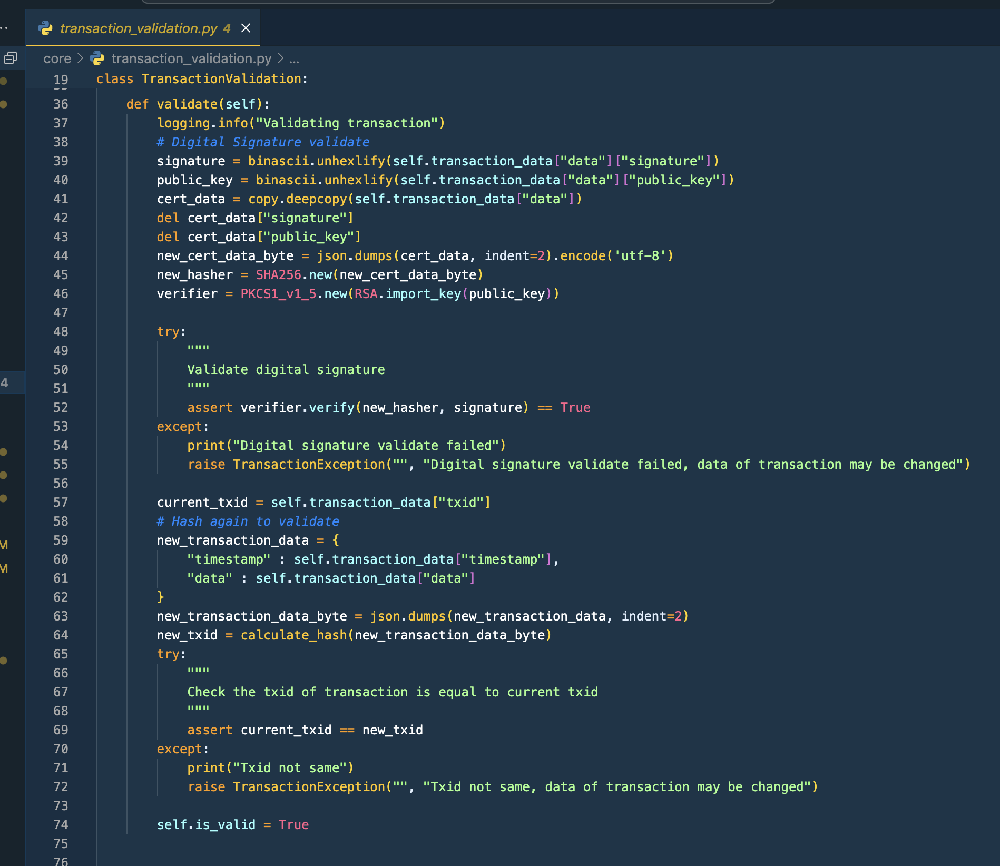 transaction_validation.py 4
core > transaction_validation.py > ...
19 class TransactionValidation:
36 def validate(self):
37 logging.info("Validating transaction")
38 # Digital Signature validate
39 signature = binascii.unhexlify(self.transaction_data["data"]["signature"])
40 public_key = binascii.unhexlify(self.transaction_data["data"]["public_key"])
41 cert_data = copy.deepcopy(self.transaction_data["data"])
42 del cert_data["signature"]
43 del cert_data["public_key"]
44 new_cert_data_byte = json.dumps(cert_data, indent=2).encode('utf-8')
45 new_hasher = SHA256.new(new_cert_data_byte)
46 verifier = PKCS1_v1_5.new(RSA.import_key(public_key))
47
48 try:
49 """
50 Validate digital signature
51 """
52 assert verifier.verify(new_hasher, signature) == True
53 except:
54 print("Digital signature validate failed")
55 raise TransactionException("", "Digital signature validate failed, data of transaction may be changed")
56
57 current_txid = self.transaction_data["txid"]
58 # Hash again to validate
59 new_transaction_data = {
60 "timestamp" : self.transaction_data["timestamp"],
61 "data" : self.transaction_data["data"]
62 }
63 new_transaction_data_byte = json.dumps(new_transaction_data, indent=2)
64 new_txid = calculate_hash(new_transaction_data_byte)
65 try:
66 """
67 Check the txid of transaction is equal to current txid
68 """
69 assert current_txid == new_txid
70 except:
71 print("Txid not same")
72 raise TransactionException("", "Txid not same, data of transaction may be changed")
73
74 self.is_valid = True
75
76
4
M
M